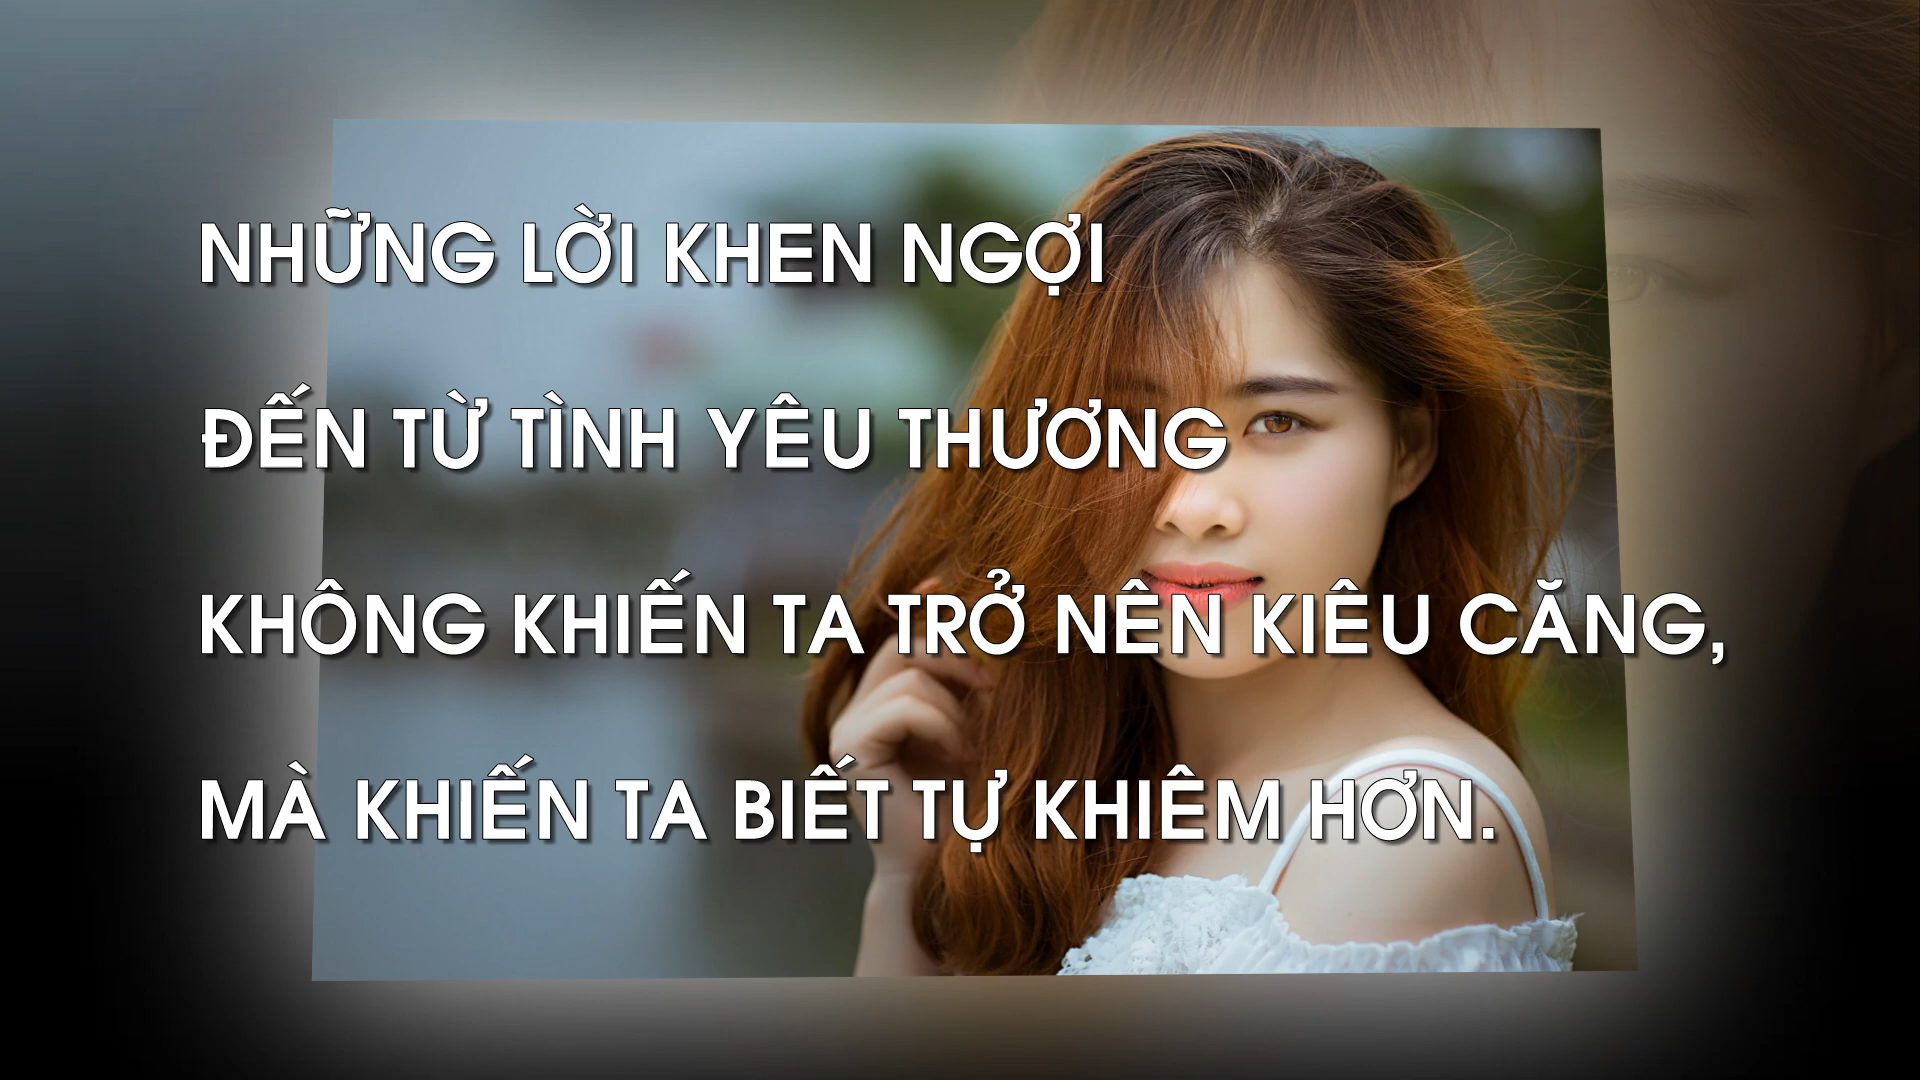 NHỮNG LỜI KHEN NGỢI
ĐẾN TỪ TÌNH YÊU THƯƠNG
KHÔNG KHIẾN TA TRỞ NÊN KIÊU CĂNG,
MÀ KHIẾN TA BIẾT TỰ KHIÊM HƠN.